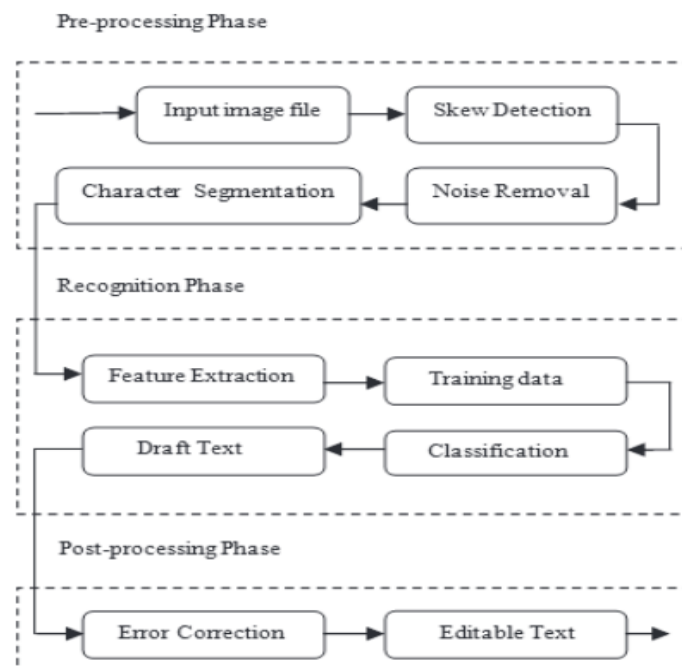 Pre-processing Phase
Input image file
Skew Detection
Character Segmentation
Noise Removal
Recognition Phase
Feature Extraction
Training data
Draft Text
Classification
Post-processing Phase
Error Correction
Editable Text